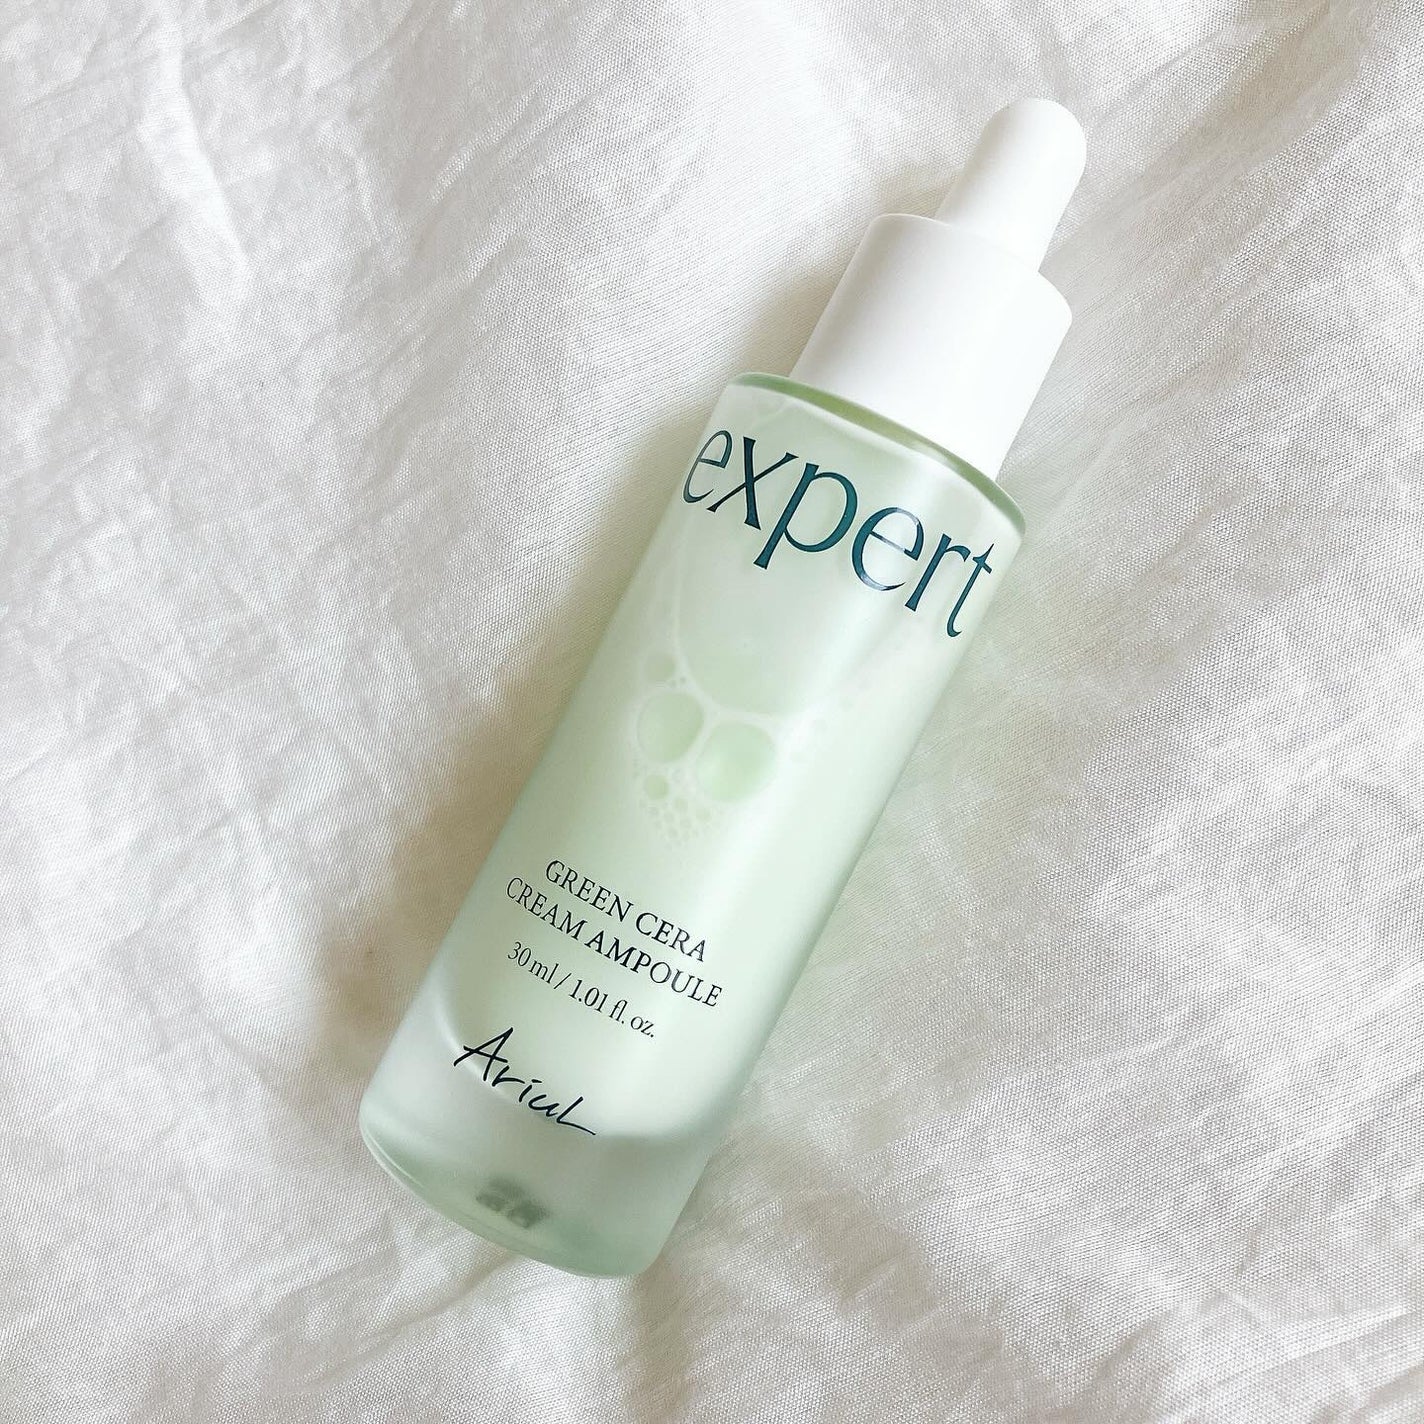 expert
GREEN CERA
CREAM AMPOULE
30 ml / 1.01 fl. oz.
Ariul